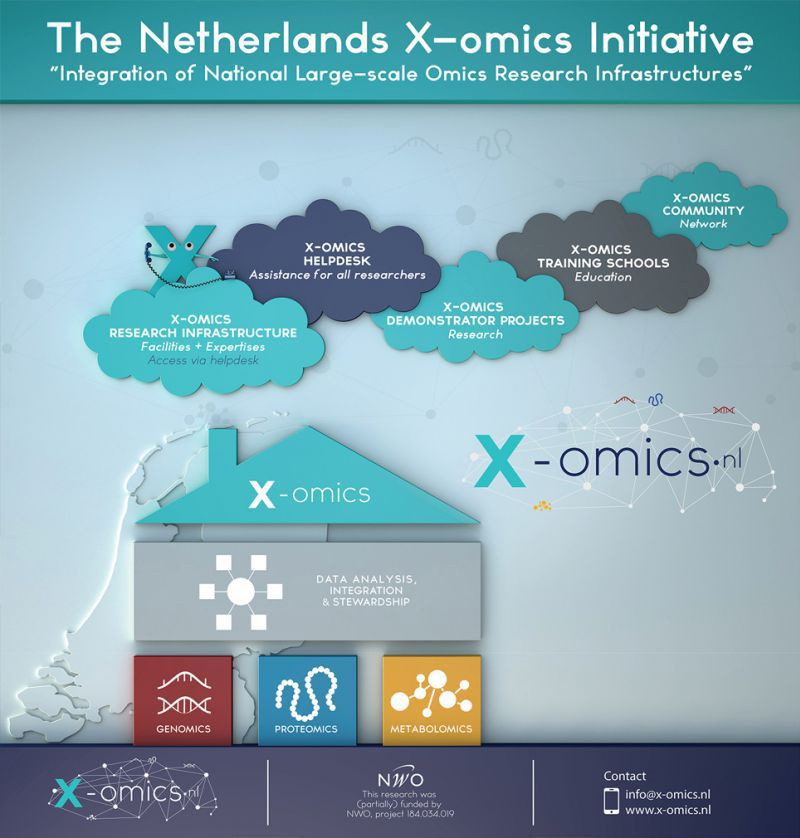 The Netherlands X-omics Initiative
“Integration of National Large-scale Omics Research Infrastructures”
X-OMICS
COMMUNITY
Network
X-OMICS
HELPDESK
Assistance for all researchers
X-OMICS
TRAINING SCHOOLS
Education
X-OMICS
DEMONSTRATOR PROJECTS
Research
X-OMICS
RESEARCH INFRASTRUCTURE
Facilities + Expertises
Access via helpdesk
X-omics.nl
X-omics
DATA ANALYSIS,
INTEGRATION
& STEWARDSHIP
GENOMICS
PROTEOMICS
METABOLOMICS
X-omics.nl
NWO
This research was
(partially) funded by
NWO, project 184.034.019
Contact
info@x-omics.nl
www.x-omics.nl